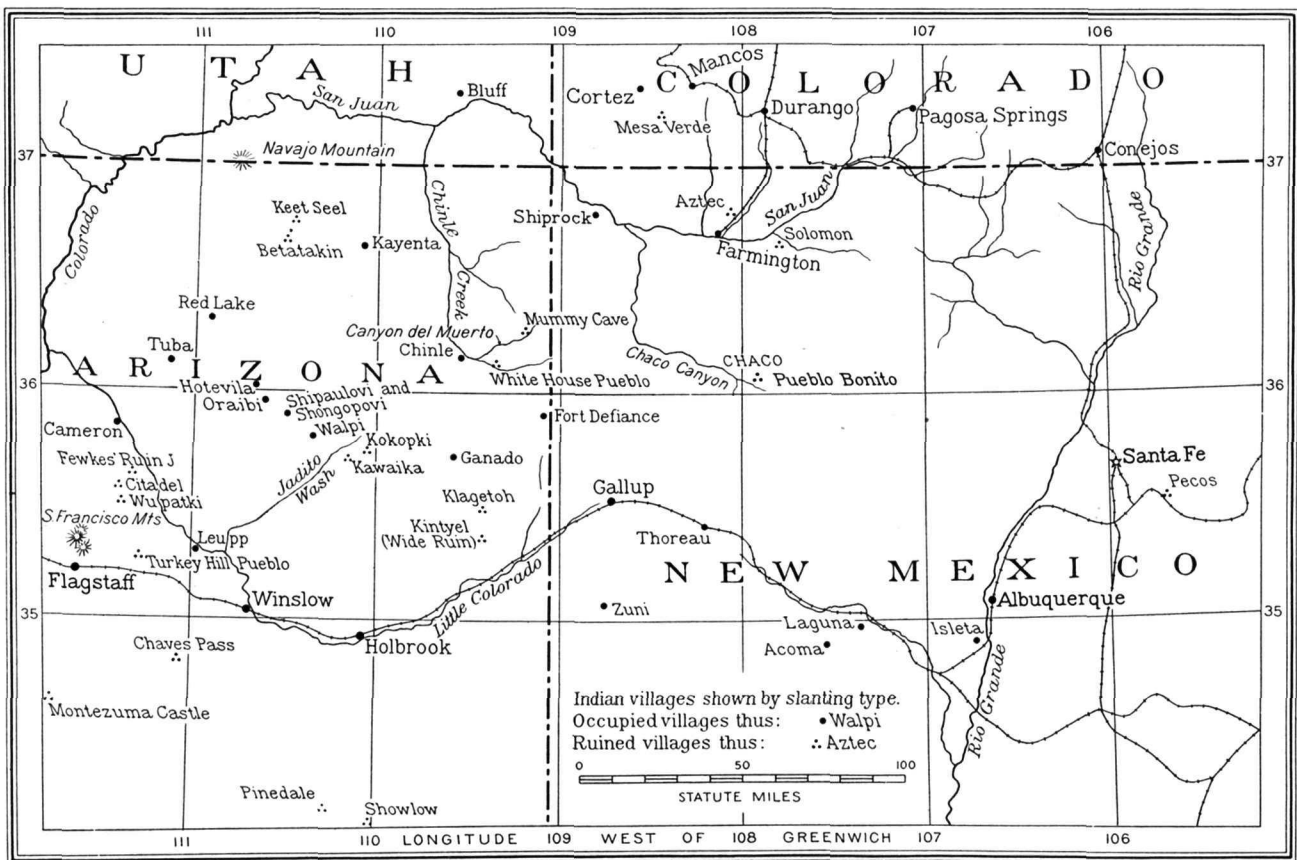 111 110 109 108 107 106
U T A H
C O L O R A D O
San Juan
Bluff
Mancos
Cortez
Durango
Mesa Verde
Pagosa Springs
Conejos
37
37
Navajo Mountain
Colorado
Keet Seel
Betatakin
Kayenta
Chinle
Creek
Shiprock
Aztec
San Juan
Solomon
Farmington
Rio Grande
Red Lake
Tuba
Canyon del Muerto
Mummy Cave
Chinle
White House Pueblo
Chaco Canyon
CHACO
Pueblo Bonito
A R I Z O N A
36
36
Hotevila
Oraibi
Shipaulovi and
Shongopovi
Walpi
Fort Defiance
Cameron
Fewkes' Ruin J
Citadel
Wupatki
S. Francisco Mts
Jadito
Wash
Kokopki
Kawaika
Ganado
Klagetoh
Kintyel
(Wide Ruin)
Gallup
Thoreau
Santa Fe
Pecos
Leupp
Turkey Hill Pueblo
Flagstaff
Winslow
Holbrook
Little Colorado
N E W M E X I C O
Zuni
Albuquerque
Laguna
Isleta
Acoma
35
35
Chaves Pass
Montezuma Castle
Rio Grande
Pinedale
Showlow
Indian villages shown by slanting type.
Occupied villages thus: Walpi
Ruined villages thus: Aztec
0 50 100
STATUTE MILES
111 110 LONGITUDE 109 WEST OF 108 GREENWICH 107 106